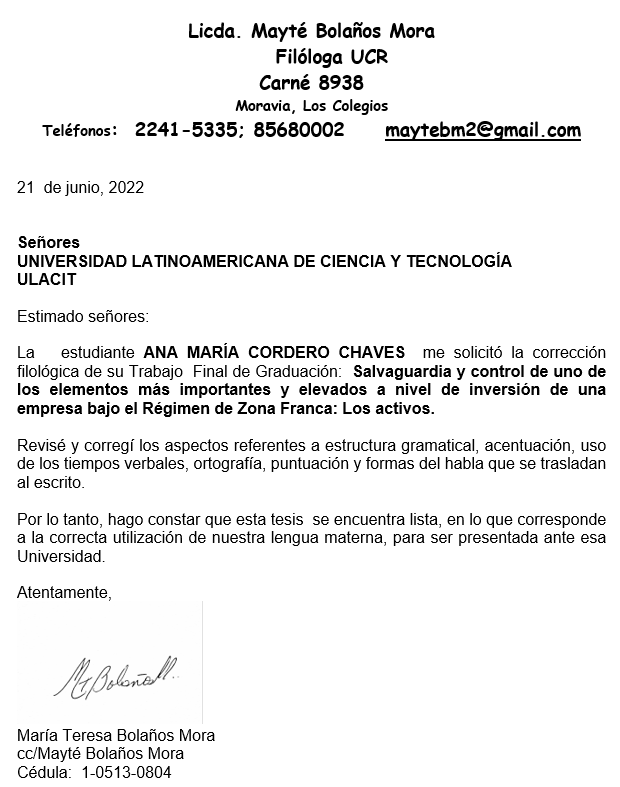 Licda. Mayté Bolaños Mora
Filóloga UCR
Carné 8938
Moravia, Los Colegios
Teléfonos: 2241-5335; 85680002 maytebm2@gmail.com
21 de junio, 2022
Señores
UNIVERSIDAD LATINOAMERICANA DE CIENCIA Y TECNOLOGÍA
ULACIT
Estimado señores:
La estudiante ANA MARÍA CORDERO CHAVES me solicitó la corrección
filológica de su Trabajo Final de Graduación: Salvaguardia y control de uno de
los elementos más importantes y elevados a nivel de inversión de una
empresa bajo el Régimen de Zona Franca: Los activos.
Revisé y corregí los aspectos referentes a estructura gramatical, acentuación, uso
de los tiempos verbales, ortografía, puntuación y formas del habla que se trasladan
al escrito.
Por lo tanto, hago constar que esta tesis se encuentra lista, en lo que corresponde
a la correcta utilización de nuestra lengua materna, para ser presentada ante esa
Universidad.
Atentamente,
MTBolañosM..
María Teresa Bolaños Mora
cc/Mayté Bolaños Mora
Cédula: 1-0513-0804